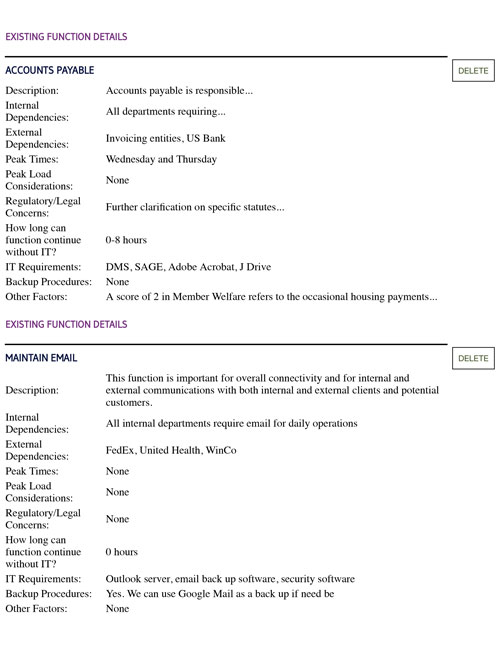 EXISTING FUNCTION DETAILS
ACCOUNTS PAYABLE
DELETE
Description: Accounts payable is responsible...
Internal
Dependencies: All departments requiring...
External
Dependencies: Invoicing entities, US Bank
Peak Times: Wednesday and Thursday
Peak Load
Considerations: None
Regulatory/Legal
Concerns: Further clarification on specific statutes...
How long can
function continue 0-8 hours
without IT?
IT Requirements: DMS, SAGE, Adobe Acrobat, J Drive
Backup Procedures: None
Other Factors: A score of 2 in Member Welfare refers to the occasional housing payments...
EXISTING FUNCTION DETAILS
MAINTAIN EMAIL
DELETE
This function is important for overall connectivity and for internal and
Description: external communications with both internal and external clients and potential
customers.
Internal
Dependencies: All internal departments require email for daily operations
External
Dependencies: FedEx, United Health, WinCo
Peak Times: None
Peak Load
Considerations: None
Regulatory/Legal
Concerns: None
How long can
function continue 0 hours
without IT?
IT Requirements: Outlook server, email back up software, security software
Backup Procedures: Yes. We can use Google Mail as a back up if need be
Other Factors: None